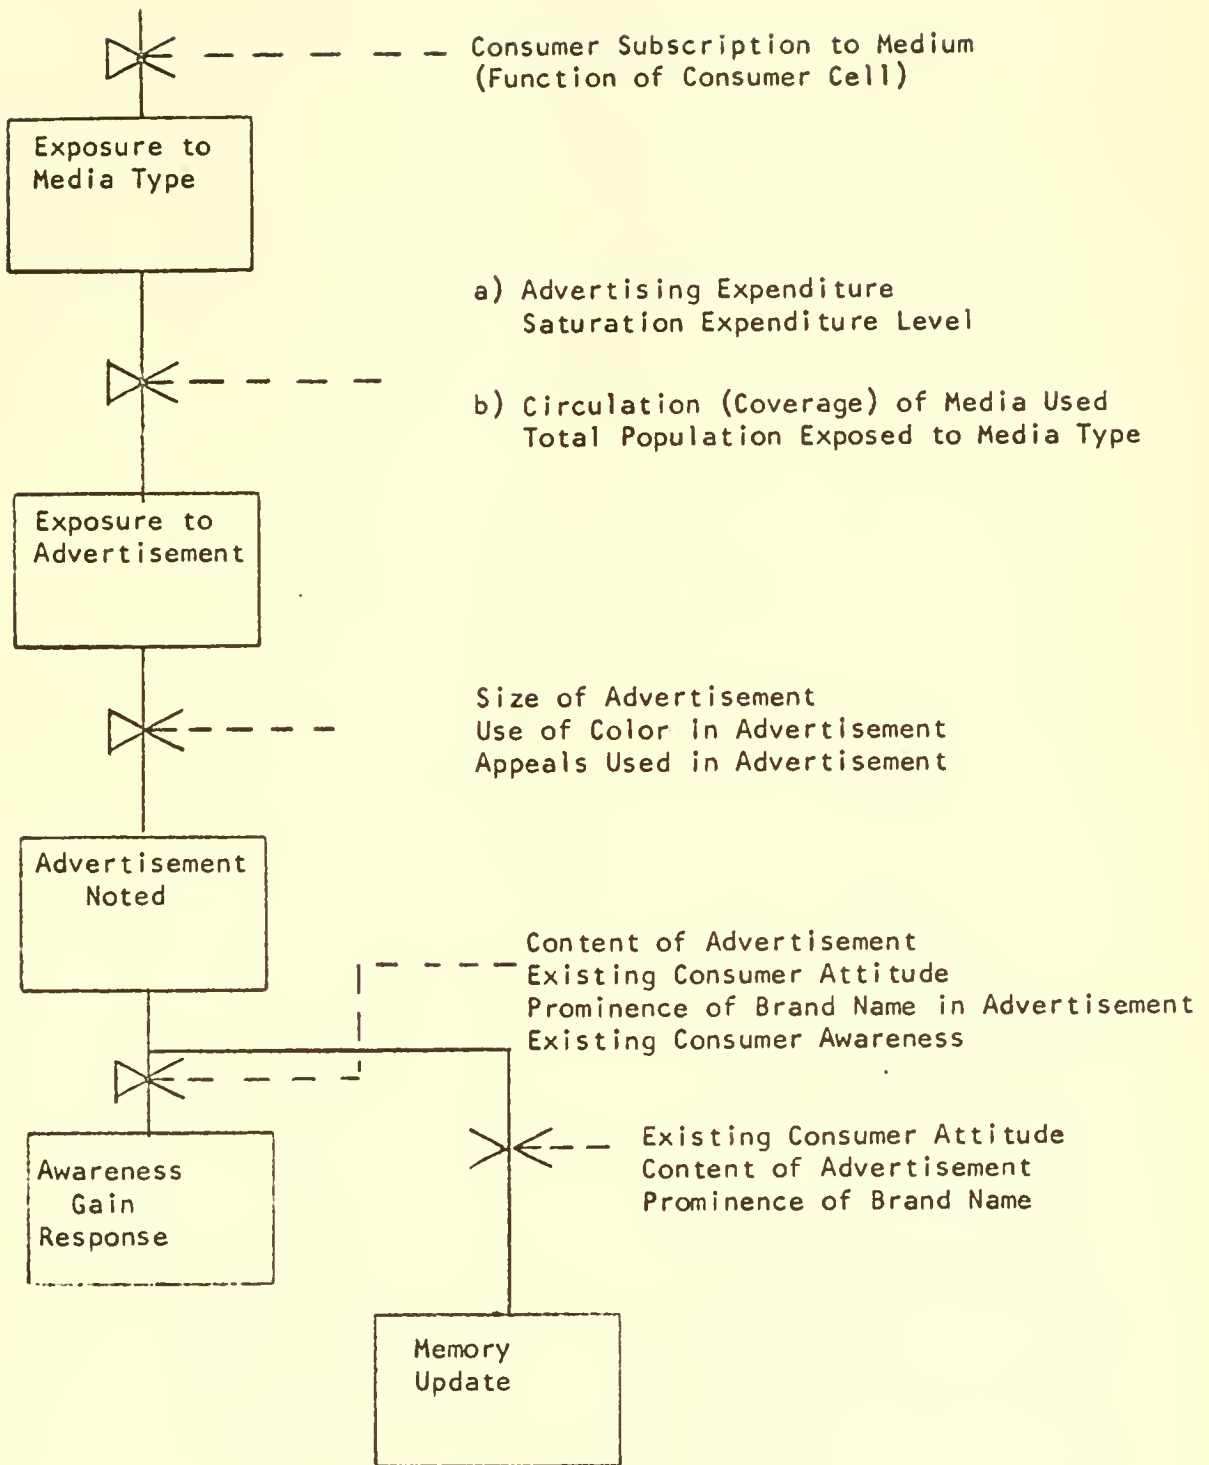 Consumer Subscription to Medium
(Function of Consumer Cell)
Exposure to
Media Type
a) Advertising Expenditure
Saturation Expenditure Level
b) Circulation (Coverage) of Media Used
Total Population Exposed to Media Type
Exposure to
Advertisement
Size of Advertisement
Use of Color in Advertisement
Appeals Used in Advertisement
Advertisement
Noted
Content of Advertisement
Existing Consumer Attitude
Prominence of Brand Name in Advertisement
Existing Consumer Awareness
Existing Consumer Attitude
Content of Advertisement
Prominence of Brand Name
Awareness
Gain
Response
Memory
Update